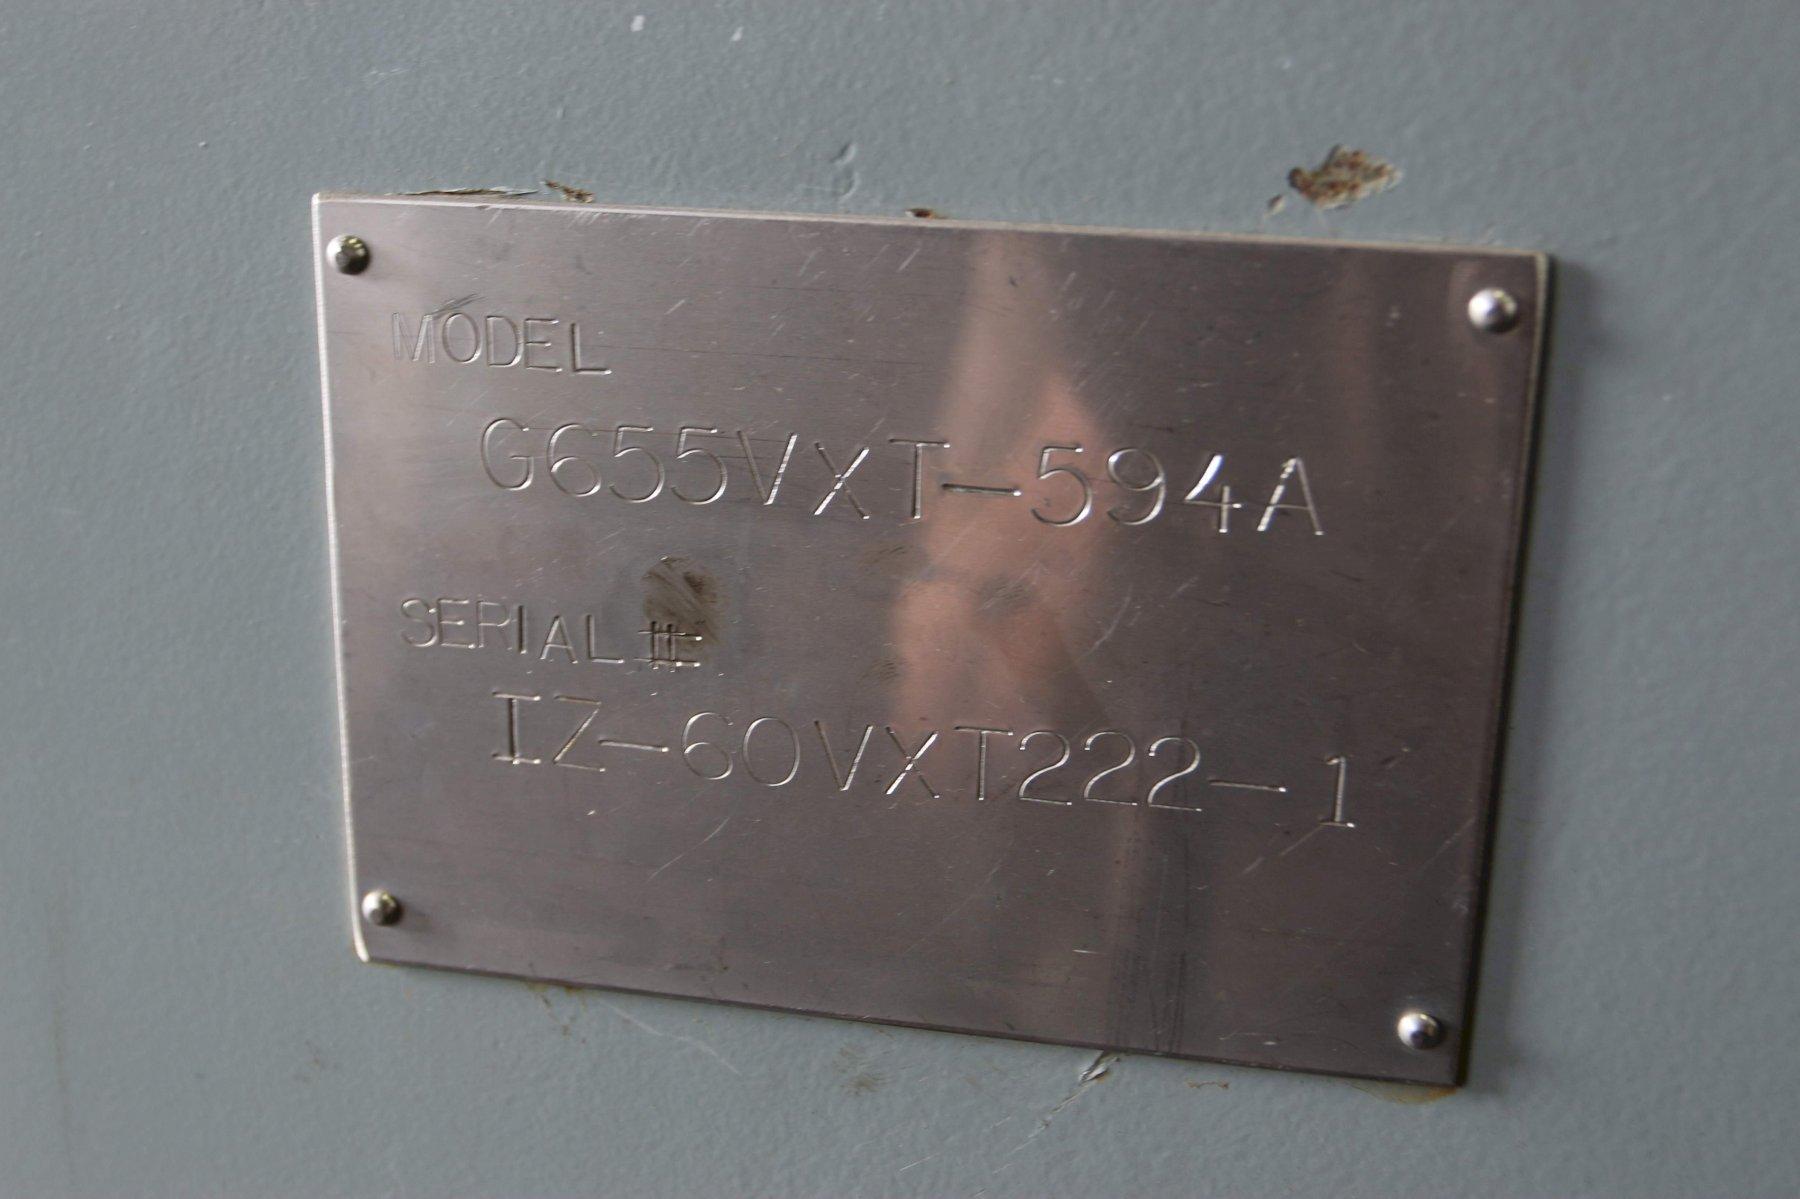 MODEL
G655VXT-594A
SERIAL #
IZ-60VXT222-1